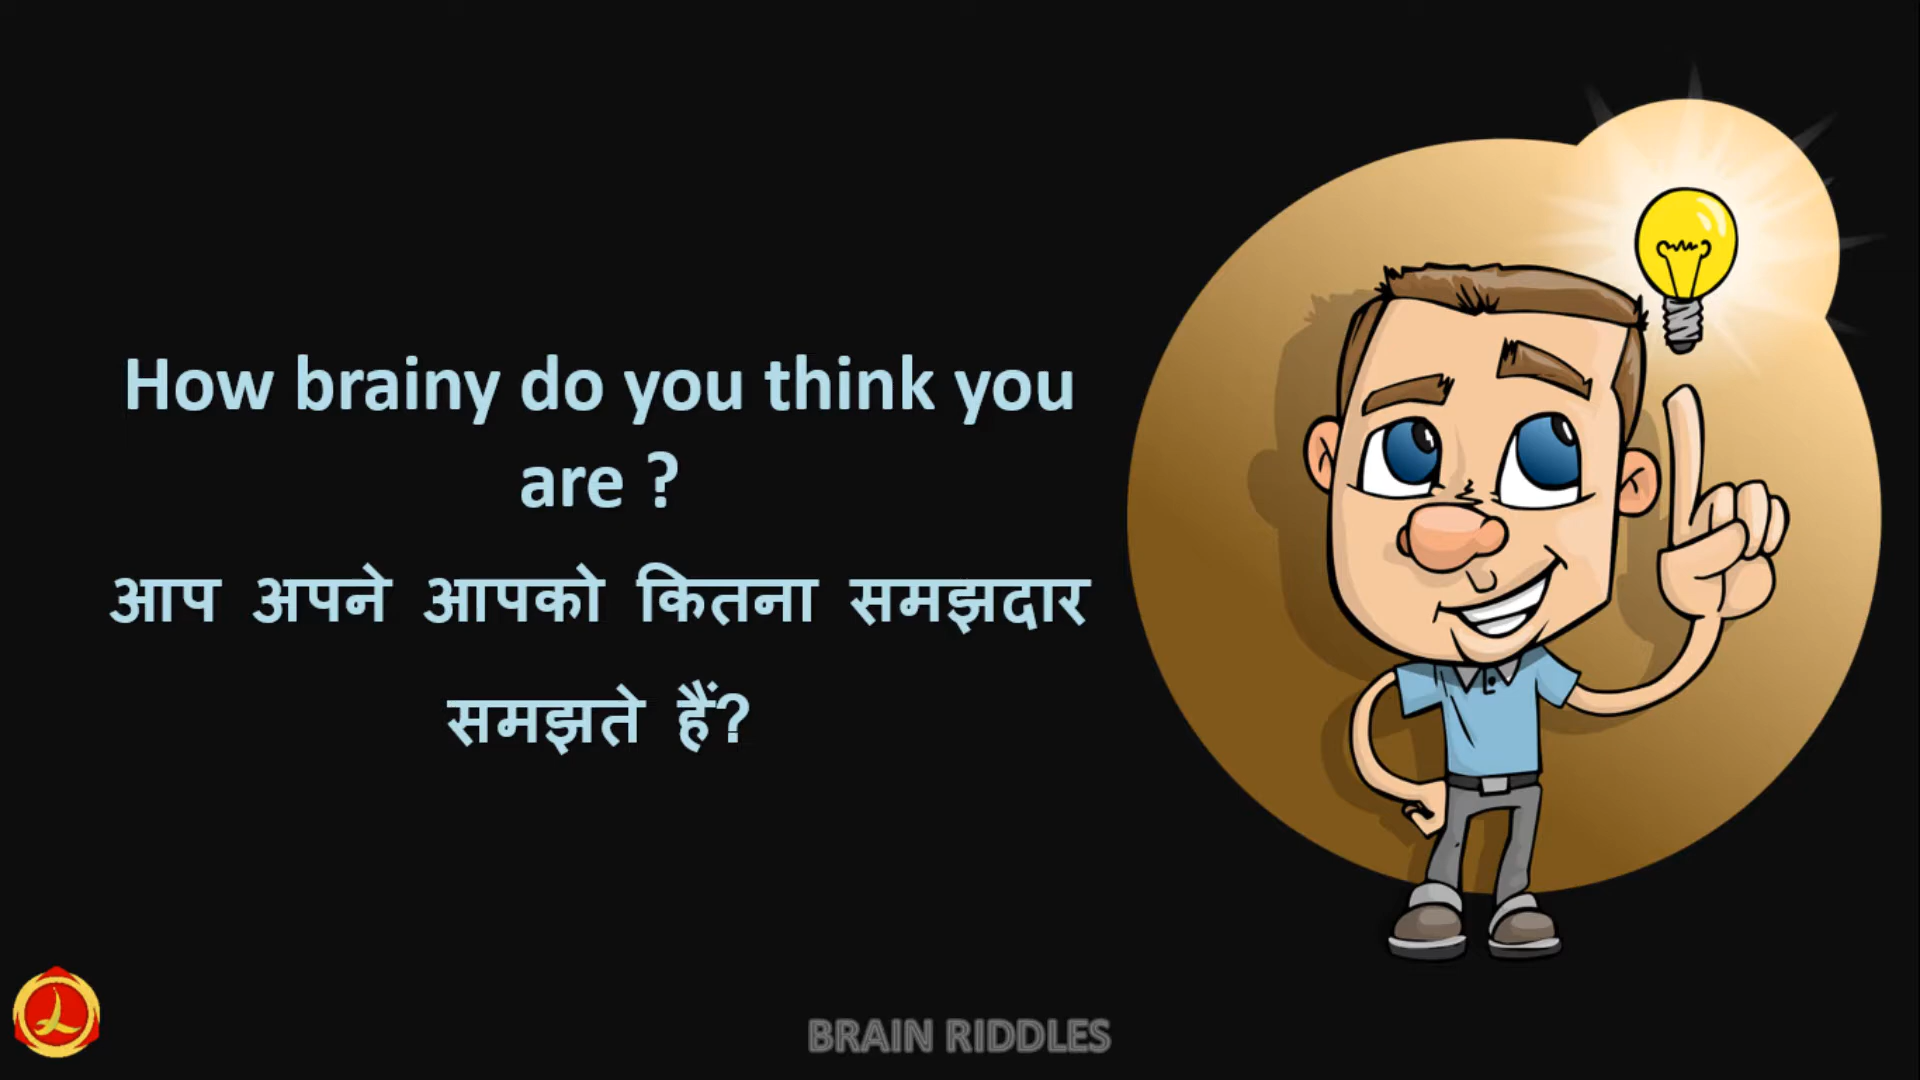 How brainy do you think you
are ?
आप अपने आपको कितना समझदार
समझते हैं?
BRAIN RIDDLES